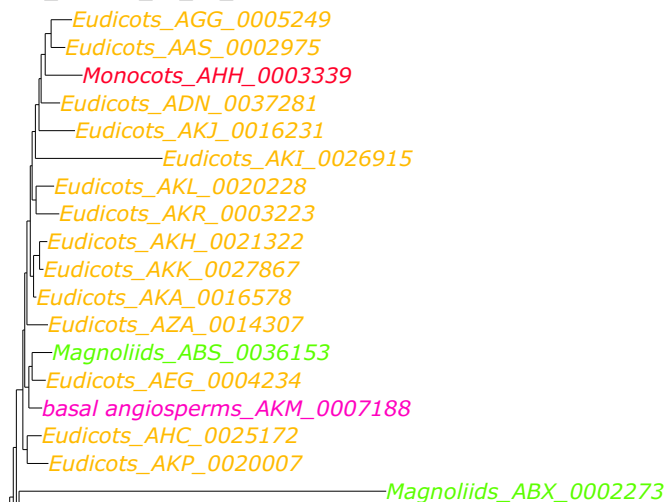 Eudicots_AGG_0005249
Eudicots_AAS_0002975
Monocots_AHH_0003339
Eudicots_ADN_0037281
Eudicots_AKJ_0016231
Eudicots_AKI_0026915
Eudicots_AKL_0020228
Eudicots_AKR_0003223
Eudicots_AKH_0021322
Eudicots_AKK_0027867
Eudicots_AKA_0016578
Eudicots_AZA_0014307
Magnoliids_ABS_0036153
Eudicots_AEG_0004234
basal angiosperms_AKM_0007188
Eudicots_AHC_0025172
Eudicots_AKP_0020007
Magnoliids_ABX_0002273